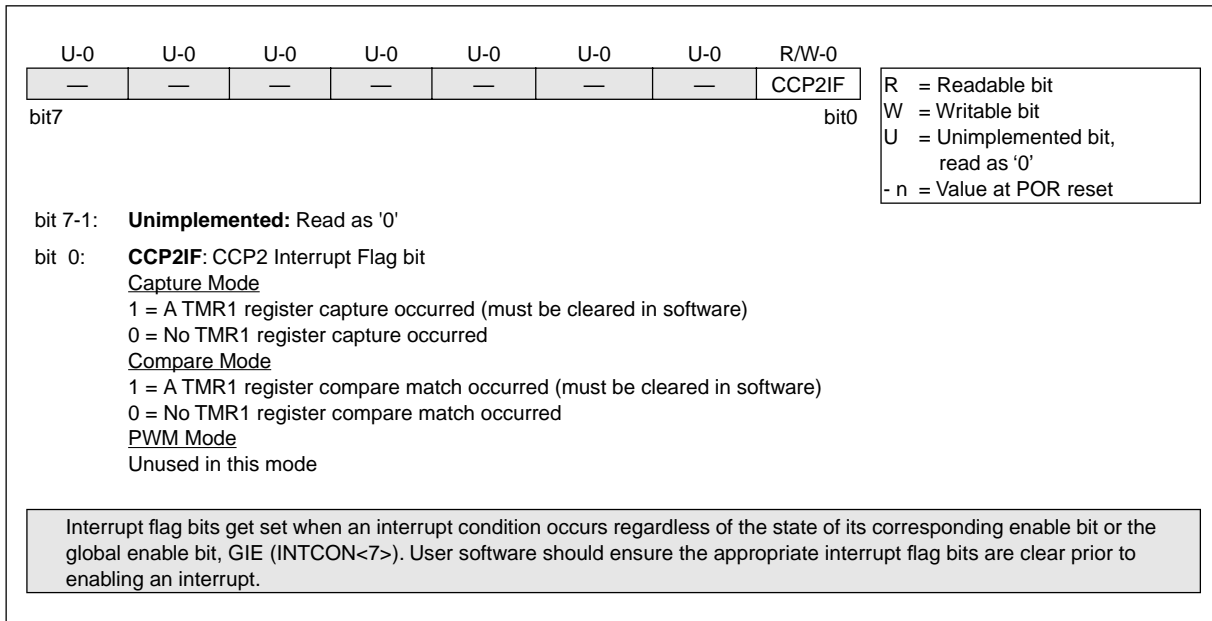 U-0 U-0 U-0 U-0 U-0 U-0 U-0 R/W-0
— — — — — — — CCP2IF
bit7 bit0
R = Readable bit
W = Writable bit
U = Unimplemented bit,
read as ‘0’
- n = Value at POR reset
bit 7-1: Unimplemented: Read as '0'
bit 0: CCP2IF: CCP2 Interrupt Flag bit
Capture Mode
1 = A TMR1 register capture occurred (must be cleared in software)
0 = No TMR1 register capture occurred
Compare Mode
1 = A TMR1 register compare match occurred (must be cleared in software)
0 = No TMR1 register compare match occurred
PWM Mode
Unused in this mode
Interrupt flag bits get set when an interrupt condition occurs regardless of the state of its corresponding enable bit or the
global enable bit, GIE (INTCON<7>). User software should ensure the appropriate interrupt flag bits are clear prior to
enabling an interrupt.